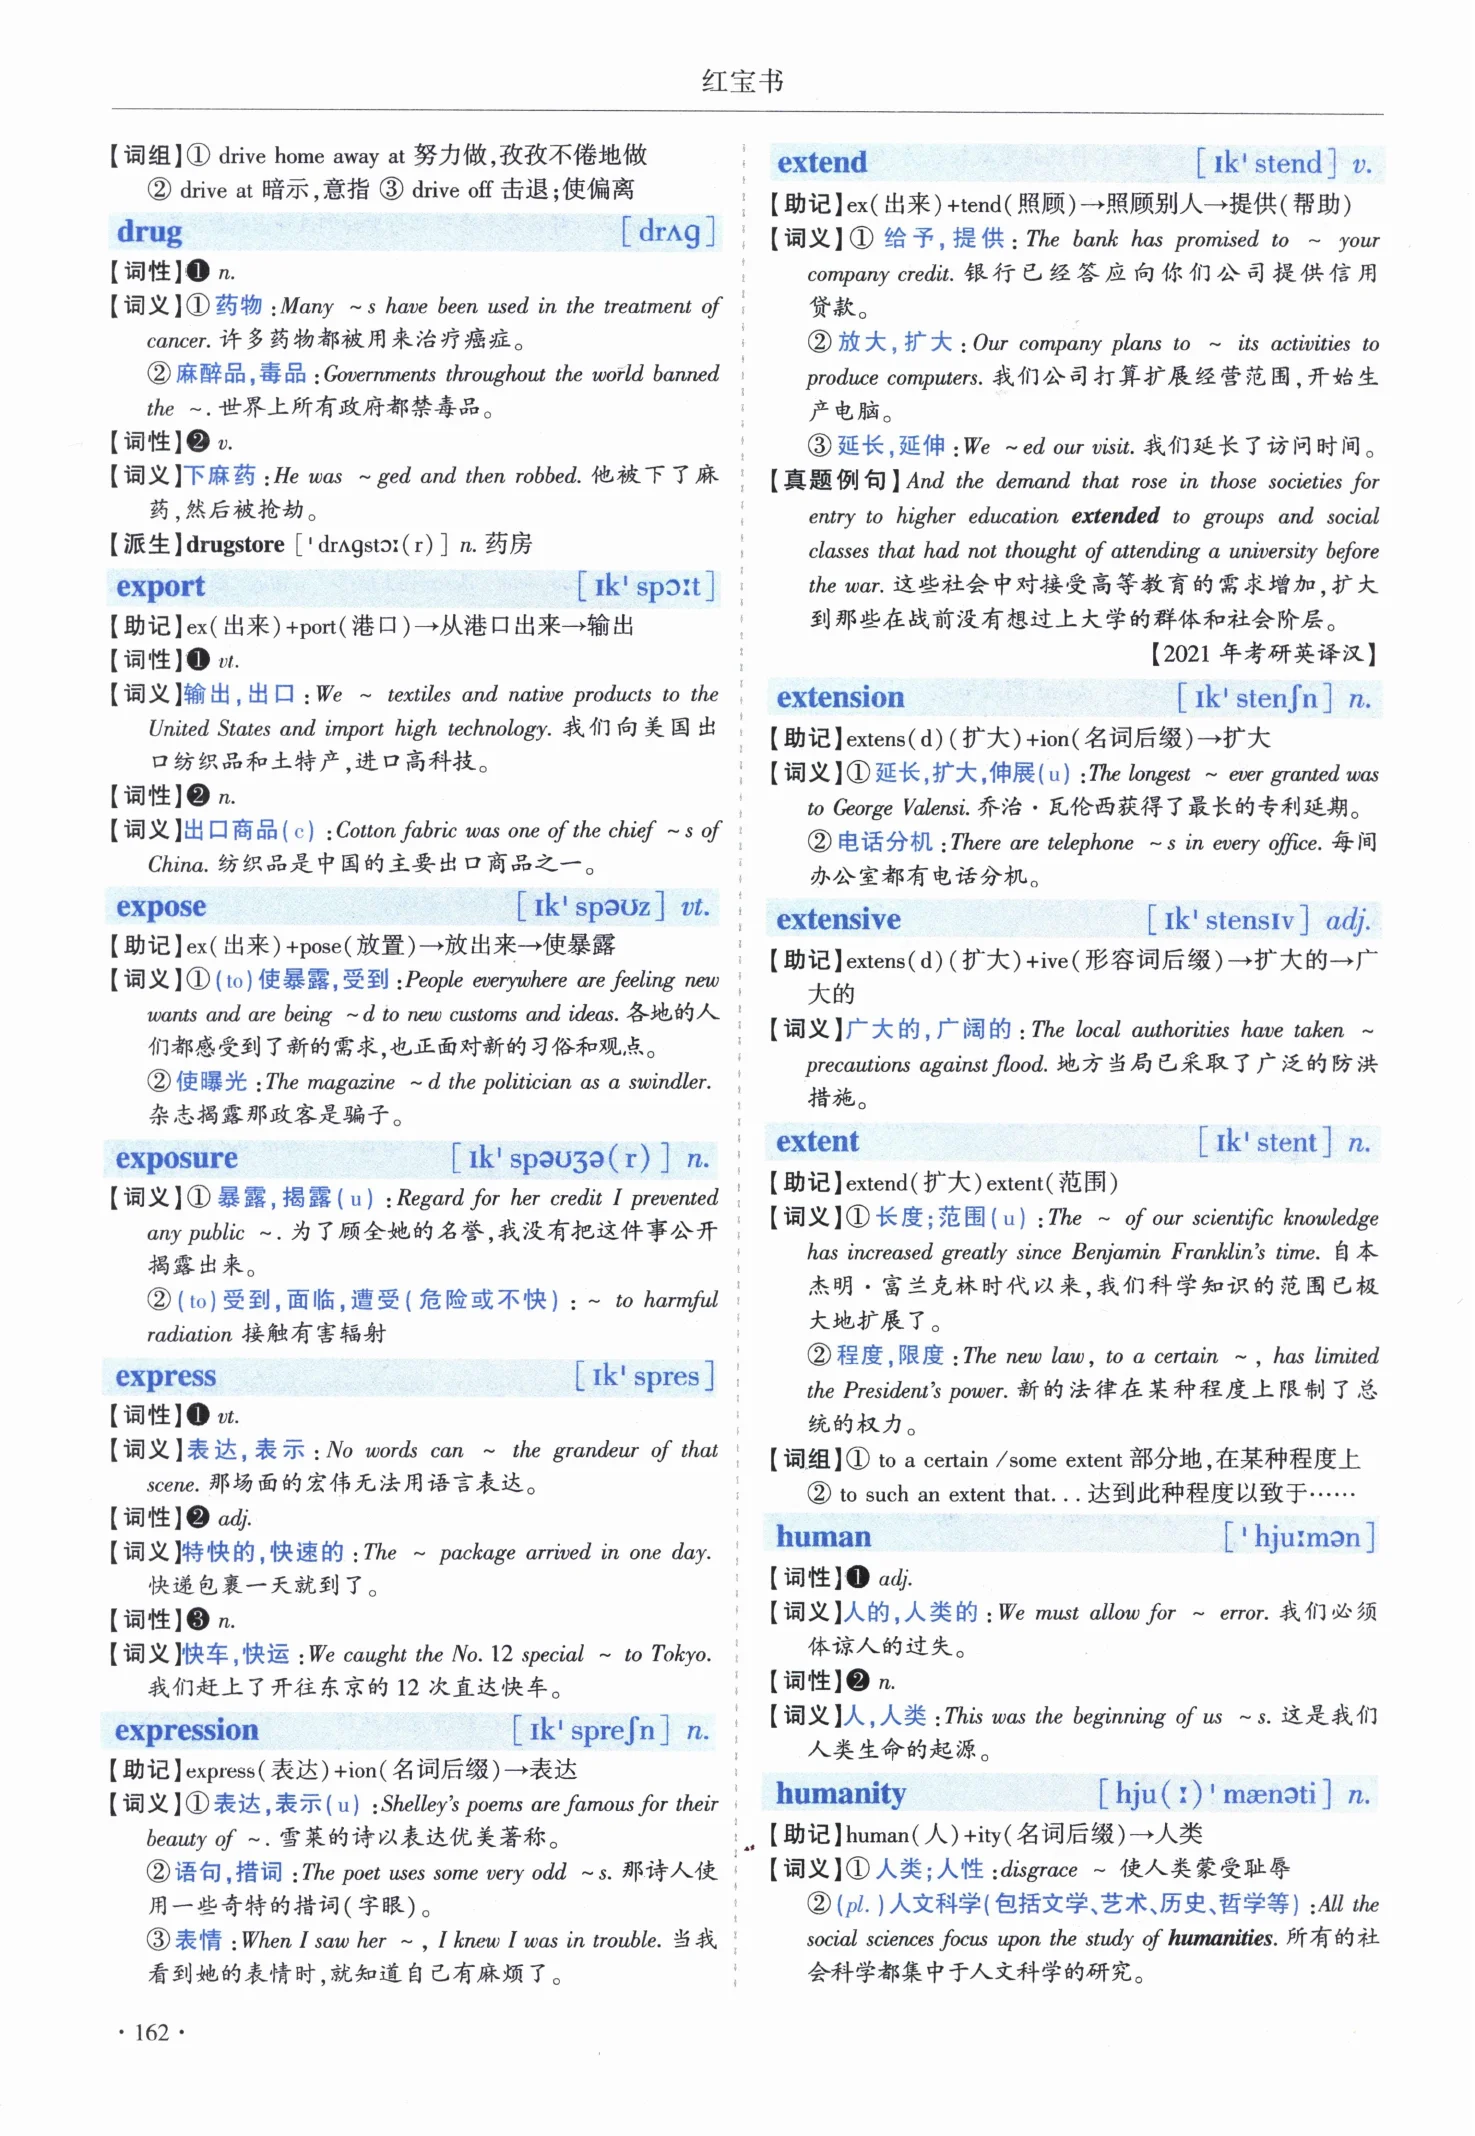 红宝书
【词组】① drive home away at 努力做,孜孜不倦地做
② drive at 暗示,意指 ③ drive off 击退;使偏离
drug [drʌg]
【词性】❶ n.
【词义】①药物:Many ~s have been used in the treatment of
cancer. 许多药物都被用来治疗癌症。
②麻醉品,毒品:Governments throughout the world banned
the ~. 世界上所有政府都禁毒品。
【词性】❷ v.
【词义】下麻药:He was ~ged and then robbed. 他被下了麻
药,然后被抢劫。
【派生】drugstore [ˈdrʌgstɔː(r)] n. 药房
export [ɪkˈspɔːt]
【助记】ex(出来)+port(港口)→从港口出来→输出
【词性】❶ vt.
【词义】输出,出口:We ~ textiles and native products to the
United States and import high technology. 我们向美国出
口纺织品和土特产,进口高科技。
【词性】❷ n.
【词义】出口商品(c):Cotton fabric was one of the chief ~s of
China. 纺织品是中国的主要出口商品之一。
expose [ɪkˈspəʊz] vt.
【助记】ex(出来)+pose(放置)→放出来→使暴露
【词义】①(to)使暴露,受到:People everywhere are feeling new
wants and are being ~d to new customs and ideas. 各地的人
们都感受到了新的需求,也正面对新的习俗和观点。
②使曝光:The magazine ~d the politician as a swindler.
杂志揭露那政客是骗子。
exposure [ɪkˈspəʊʒə(r)] n.
【词义】①暴露,揭露(u):Regard for her credit I prevented
any public ~. 为了顾全她的名誉,我没有把这件事公开
揭露出来。
②(to)受到,面临,遭受(危险或不快):~ to harmful
radiation 接触有害辐射
express [ɪkˈspres]
【词性】❶ vt.
【词义】表达,表示:No words can ~ the grandeur of that
scene. 那场面的宏伟无法用语言表达。
【词性】❷ adj.
【词义】特快的,快速的:The ~ package arrived in one day.
快递包裹一天就到了。
【词性】❸ n.
【词义】快车,快运:We caught the No. 12 special ~ to Tokyo.
我们赶上了开往东京的 12 次直达快车。
expression [ɪkˈspreʃn] n.
【助记】express(表达)+ion(名词后缀)→表达
【词义】①表达,表示(u):Shelley's poems are famous for their
beauty of ~. 雪莱的诗以表达优美著称。
②语句,措词:The poet uses some very odd ~s. 那诗人使
用一些奇特的措词(字眼)。
③表情:When I saw her ~, I knew I was in trouble. 当我
看到她的表情时,就知道自己有麻烦了。
extend [ɪkˈstend] v.
【助记】ex(出来)+tend(照顾)→照顾别人→提供(帮助)
【词义】①给予,提供:The bank has promised to ~ your
company credit. 银行已经答应向你们公司提供信用
贷款。
②放大,扩大:Our company plans to ~ its activities to
produce computers. 我们公司打算扩展经营范围,开始生
产电脑。
③延长,延伸:We ~ed our visit. 我们延长了访问时间。
【真题例句】And the demand that rose in those societies for
entry to higher education extended to groups and social
classes that had not thought of attending a university before
the war. 这些社会中对接受高等教育的需求增加,扩大
到那些在战前没有想过上大学的群体和社会阶层。
【2021 年考研英译汉】
extension [ɪkˈstenʃn] n.
【助记】extens(d)(扩大)+ion(名词后缀)→扩大
【词义】①延长,扩大,伸展(u):The longest ~ ever granted was
to George Valensi. 乔治·瓦伦西获得了最长的专利延期。
②电话分机:There are telephone ~s in every office. 每间
办公室都有电话分机。
extensive [ɪkˈstensɪv] adj.
【助记】extens(d)(扩大)+ive(形容词后缀)→扩大的→广
大的
【词义】广大的,广阔的:The local authorities have taken ~
precautions against flood. 地方当局已采取了广泛的防洪
措施。
extent [ɪkˈstent] n.
【助记】extend(扩大)extent(范围)
【词义】①长度;范围(u):The ~ of our scientific knowledge
has increased greatly since Benjamin Franklin's time. 自本
杰明·富兰克林时代以来,我们科学知识的范围已极
大地扩展了。
②程度,限度:The new law, to a certain ~, has limited
the President's power. 新的法律在某种程度上限制了总
统的权力。
【词组】① to a certain /some extent 部分地,在某种程度上
② to such an extent that... 达到此种程度以致于……
human [ˈhjuːmən]
【词性】❶ adj.
【词义】人的,人类的:We must allow for ~ error. 我们必须
体谅人的过失。
【词性】❷ n.
【词义】人,人类:This was the beginning of us ~s. 这是我们
人类生命的起源。
humanity [hju(ː)ˈmænəti] n.
【助记】human(人)+ity(名词后缀)→人类
【词义】①人类;人性:disgrace ~ 使人类蒙受耻辱
②(pl.)人文科学(包括文学、艺术、历史、哲学等):All the
social sciences focus upon the study of humanities. 所有的社
会科学都集中于人文科学的研究。
·162·